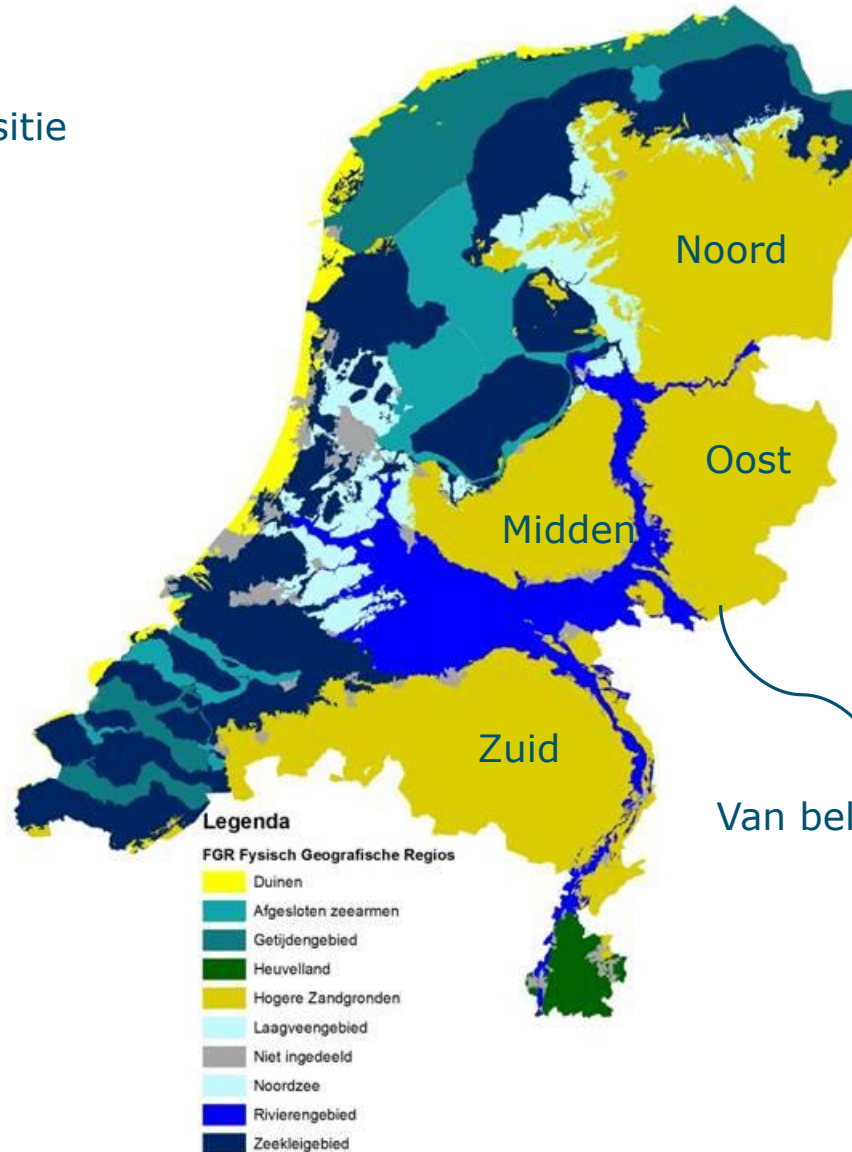 sitie
Noord
Oost
Midden
Zuid
Van bel
Legenda
FGR Fysisch Geografische Regios
Duinen
Afgesloten zeearmen
Getijdengebied
Heuvelland
Hogere Zandgronden
Laagveengebied
Niet ingedeeld
Noordzee
Rivierengebied
Zeekleigebied